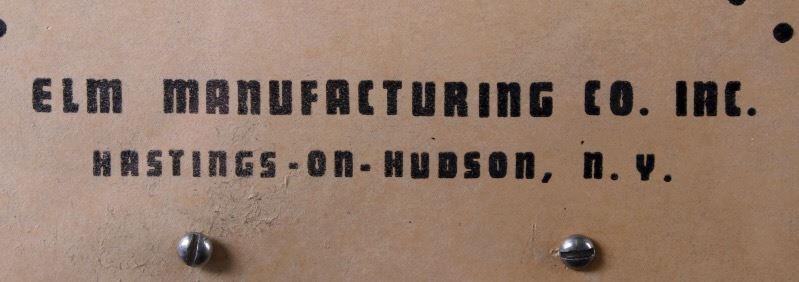 ELM MANUFACTURING CO. INC.
HASTINGS-ON-HUDSON, N.Y.